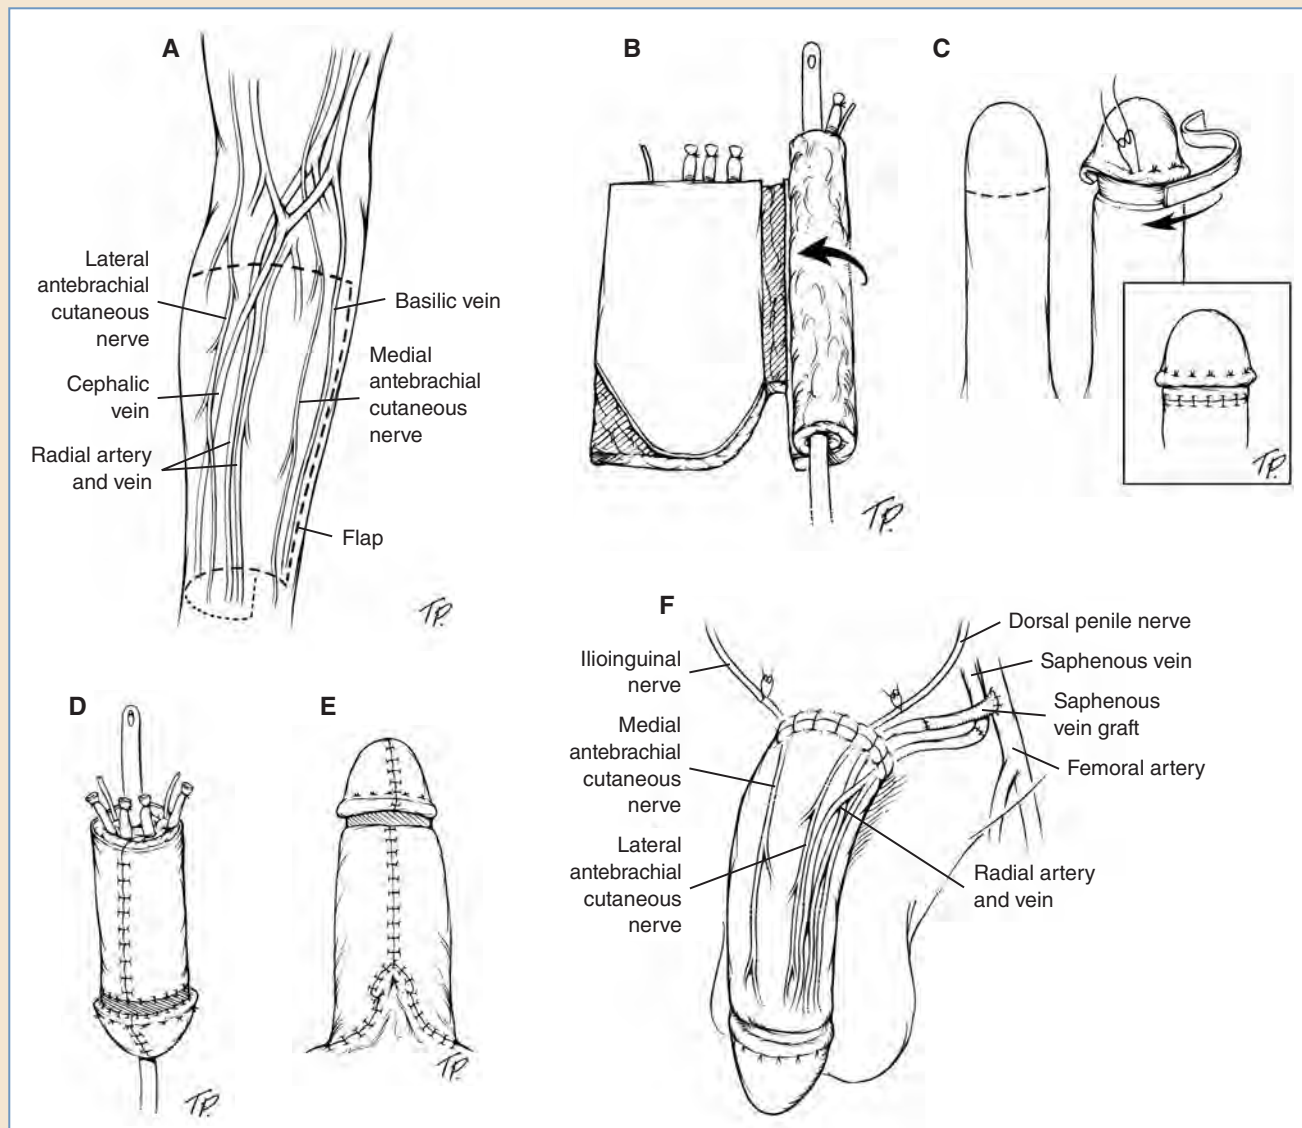 A
Lateral
antebrachial
cutaneous
nerve
Cephalic
vein
Radial artery
and vein
Basilic vein
Medial
antebrachial
cutaneous
nerve
Flap
TP.
B
TP.
C
TP.
D
TP.
E
TP.
F
Ilioinguinal
nerve
Medial
antebrachial
cutaneous
nerve
Lateral
antebrachial
cutaneous
nerve
Dorsal penile nerve
Saphenous vein
Saphenous
vein graft
Femoral artery
Radial artery
and vein